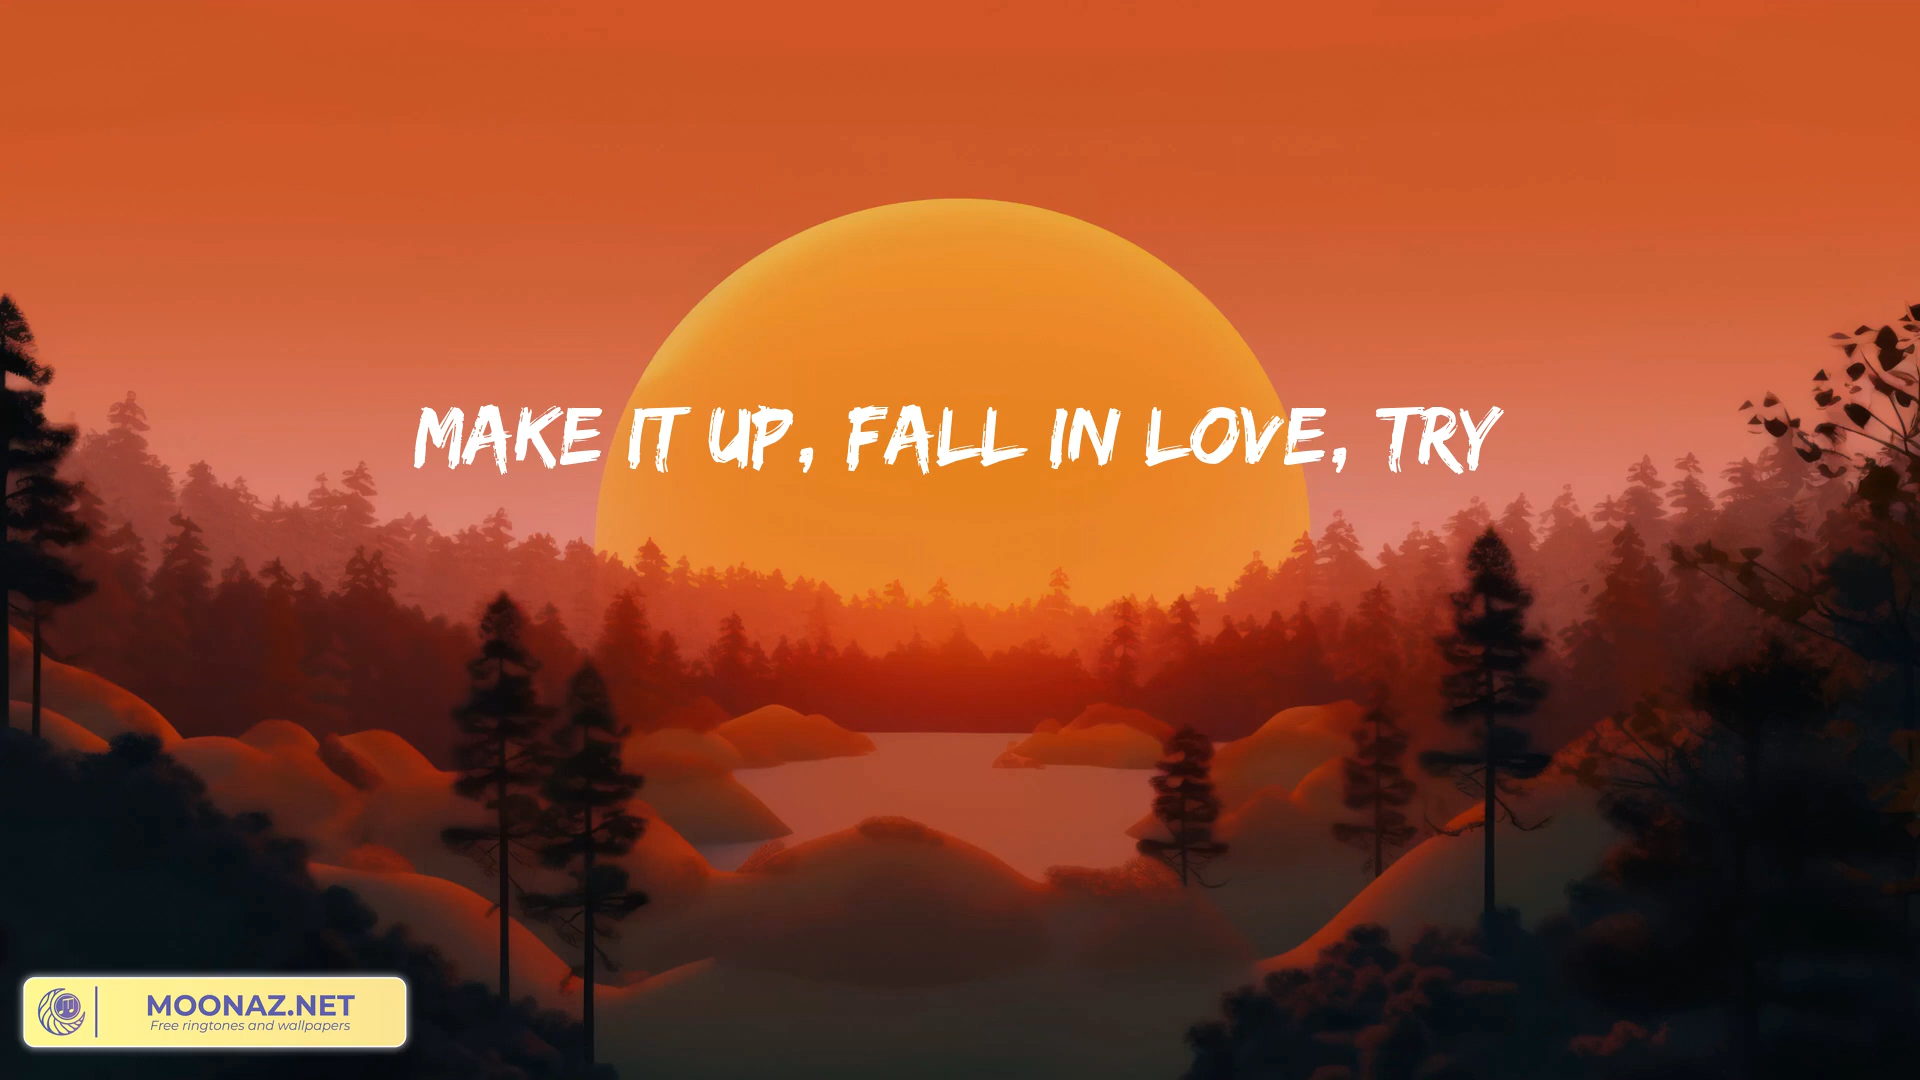 MAKE IT UP, FALL IN LOVE, TRY
MOONAZ.NET
Free ringtones and wallpapers